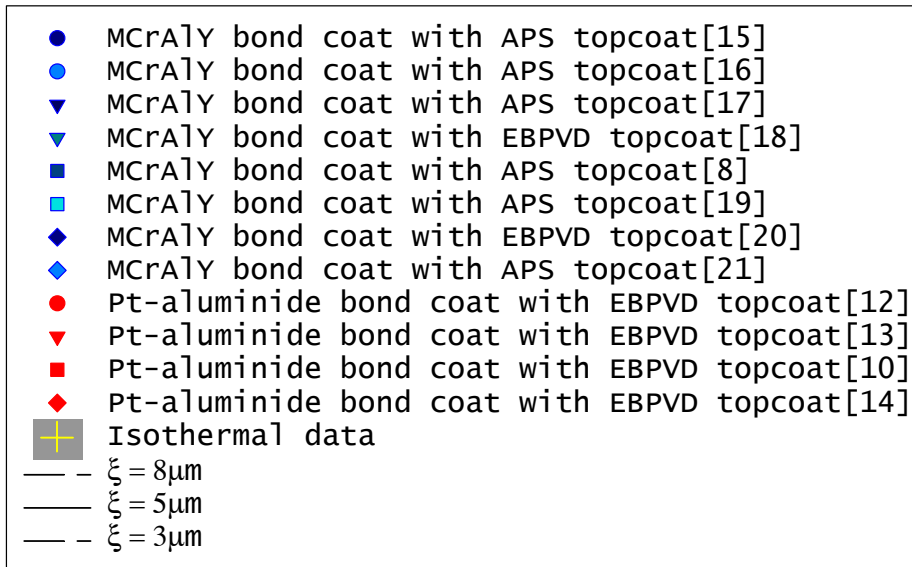 MCrAlY bond coat with APS topcoat[15]
MCrAlY bond coat with APS topcoat[16]
MCrAlY bond coat with APS topcoat[17]
MCrAlY bond coat with EBPVD topcoat[18]
MCrAlY bond coat with APS topcoat[8]
MCrAlY bond coat with APS topcoat[19]
MCrAlY bond coat with EBPVD topcoat[20]
MCrAlY bond coat with APS topcoat[21]
Pt-aluminide bond coat with EBPVD topcoat[12]
Pt-aluminide bond coat with EBPVD topcoat[13]
Pt-aluminide bond coat with EBPVD topcoat[10]
Pt-aluminide bond coat with EBPVD topcoat[14]
Isothermal data
ξ = 8μm
ξ = 5μm
ξ = 3μm